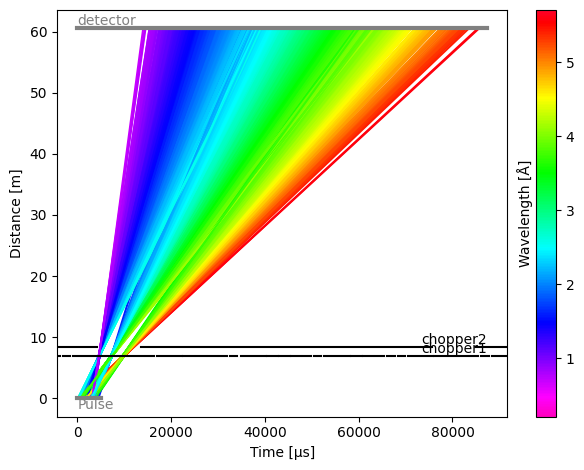 detector
60
50
40
30
20
10
0
Distance [m]
chopper2
chopper1
Pulse
0
20000
40000
60000
80000
Time [µs]
5
4
3
2
1
Wavelength [Å]